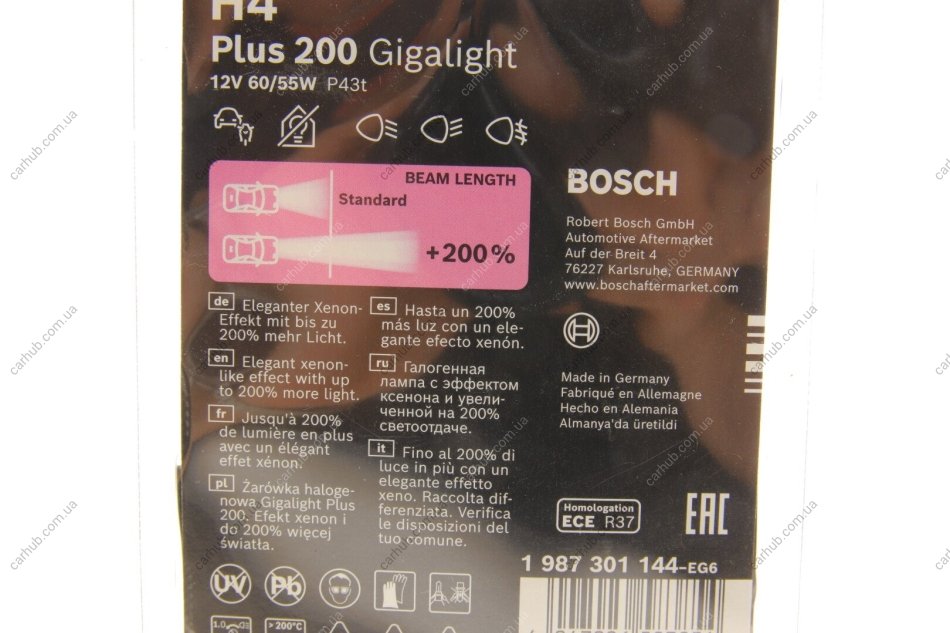 H4
Plus 200 Gigalight
12V 60/55W P43t
BEAM LENGTH
Standard
+200%
BOSCH
Robert Bosch GmbH
Automotive Aftermarket
Auf der Breit 4
76227 Karlsruhe, GERMANY
www.boschaftermarket.com
de Eleganter Xenon-
Effekt mit bis zu
200% mehr Licht.
en Elegant xenon-
like effect with up
to 200% more light.
fr Jusqu'à 200%
de lumière en plus
avec un élégant
effet xénon.
pl Żarówka haloge-
nowa Gigalight Plus
200. Efekt xenon i
do 200% więcej
światła.
es Hasta un 200%
más luz con un ele-
gante efecto xenón.
ru Галогенная
лампа с эффектом
ксенона и увели-
ченной на 200%
светоотдаче.
it Fino al 200% di
luce in più con un
elegante effetto
xeno. Raccolta dif-
ferenziata. Verifica
le disposizioni del
tuo comune.
Made in Germany
Fabriqué en Allemagne
Hecho en Alemania
Almanya'da üretildi
Homologation
ECE R37
EAC
1 987 301 144-EG6
UV
Pb
1.0
> 200°C
carhub.com.ua